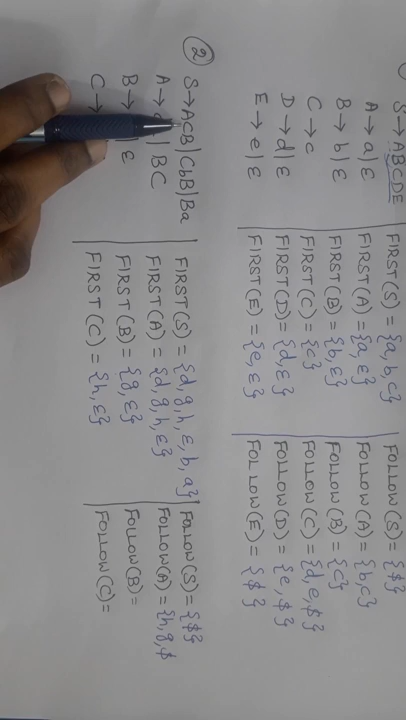 S→ABCDE
A→a|ε
B→b|ε
C→c
D→d|ε
E→e|ε
FIRST(S)={a,b,c}
FIRST(A)={a,ε}
FIRST(B)={b,ε}
FIRST(C)={c}
FIRST(D)={d,ε}
FIRST(E)={e,ε}
FOLLOW(S)={$}
FOLLOW(A)={b,c}
FOLLOW(B)={c}
FOLLOW(C)={d,e,$}
FOLLOW(D)={e,$}
FOLLOW(E)={$}
② S→ACB|CbB|Ba
A→ |BC
B→ |ε
C→
FIRST(S)={d,g,h,ε,b,a}
FIRST(A)={d,g,h,ε}
FIRST(B)={g,ε}
FIRST(C)={h,ε}
FOLLOW(S)={$}
FOLLOW(A)={h,g,$
FOLLOW(B)=
FOLLOW(C)=